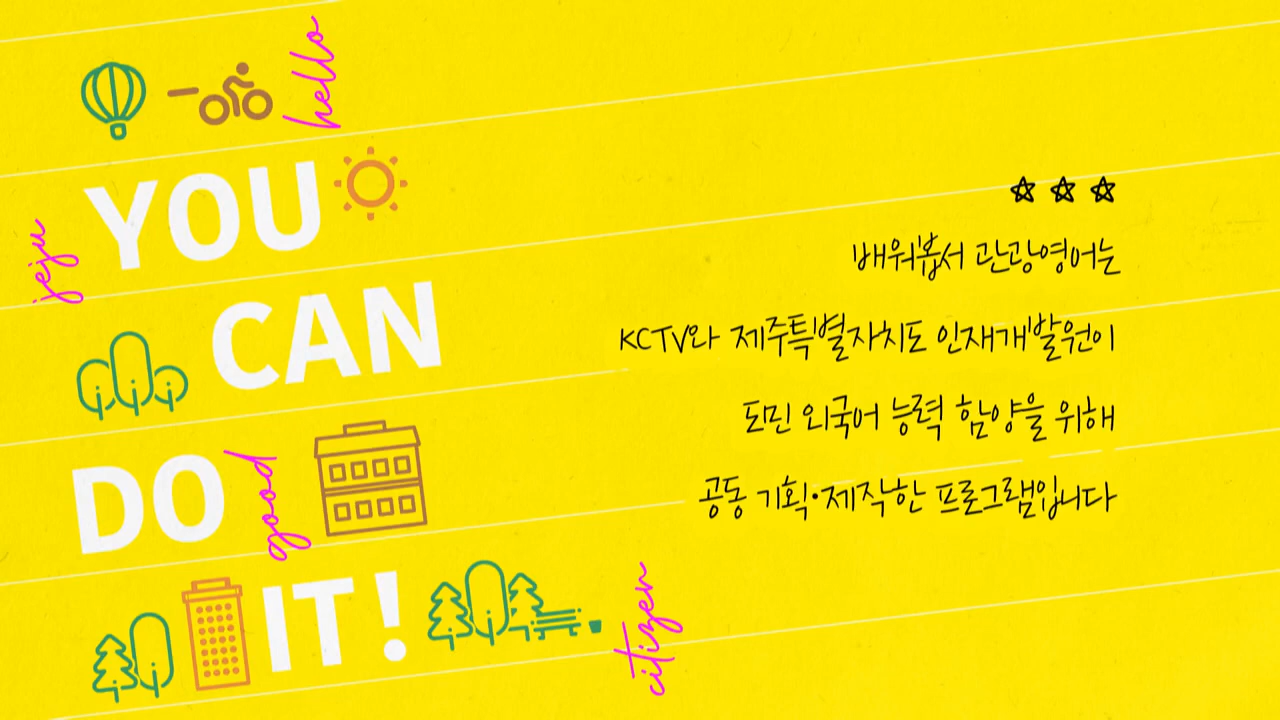 hello
YOU
jeju
CAN
DO
good
IT!
citizen
배워봅서 관광영어는
KCTV와 제주특별자치도 인재개발원이
도민 외국어 능력 함양을 위해
공동 기획·제작한 프로그램입니다